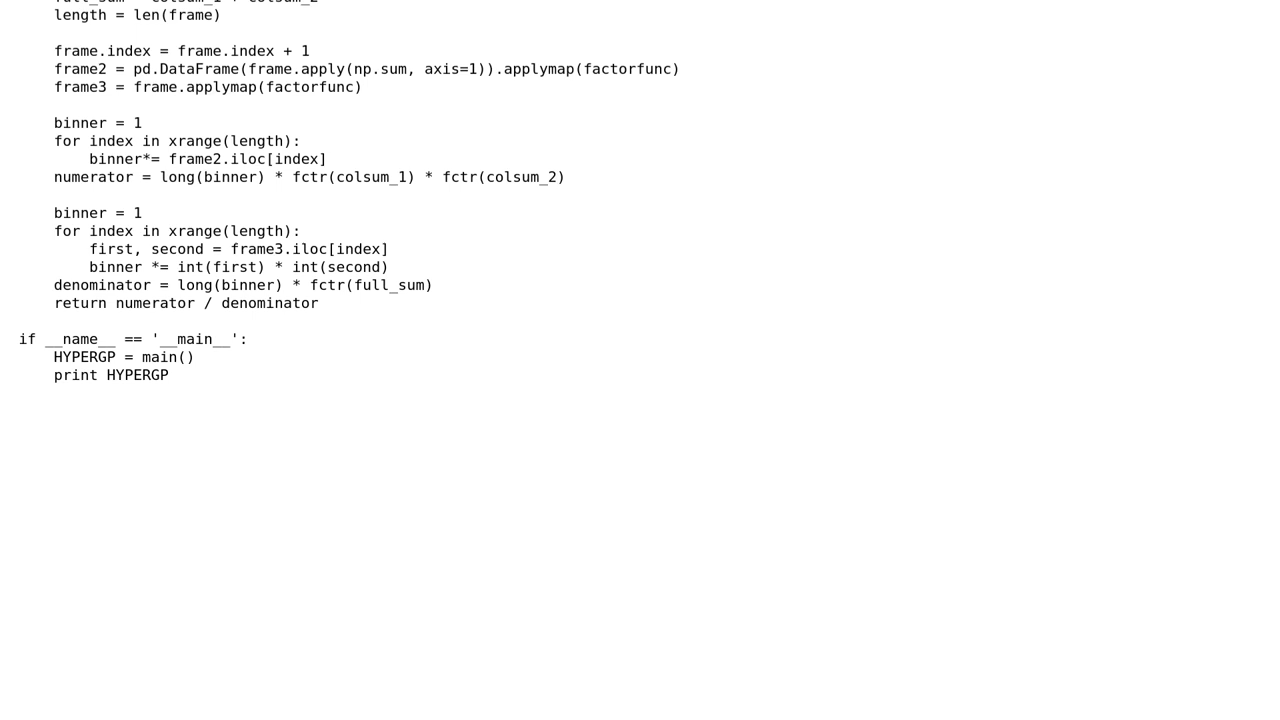 length = len(frame)

    frame.index = frame.index + 1
    frame2 = pd.DataFrame(frame.apply(np.sum, axis=1)).applymap(factorfunc)
    frame3 = frame.applymap(factorfunc)

    binner = 1
    for index in xrange(length):
        binner*= frame2.iloc[index]
    numerator = long(binner) * fctr(colsum_1) * fctr(colsum_2)

    binner = 1
    for index in xrange(length):
        first, second = frame3.iloc[index]
        binner *= int(first) * int(second)
    denominator = long(binner) * fctr(full_sum)
    return numerator / denominator

if __name__ == '__main__':
    HYPERGP = main()
    print HYPERGP